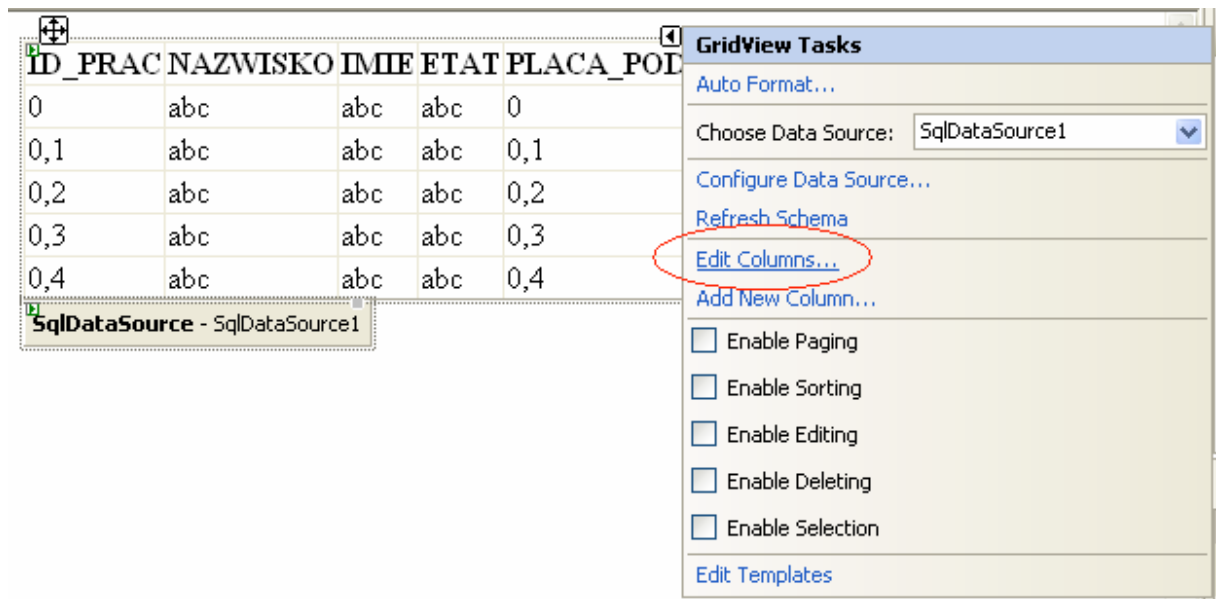 ID_PRAC NAZWISKO IMIE ETAT PLACA_POD
0 abc abc abc 0
0,1 abc abc abc 0,1
0,2 abc abc abc 0,2
0,3 abc abc abc 0,3
0,4 abc abc abc 0,4
SqlDataSource - SqlDataSource1
GridView Tasks
Auto Format...
Choose Data Source: SqlDataSource1
Configure Data Source...
Refresh Schema
Edit Columns...
Add New Column...
Enable Paging
Enable Sorting
Enable Editing
Enable Deleting
Enable Selection
Edit Templates